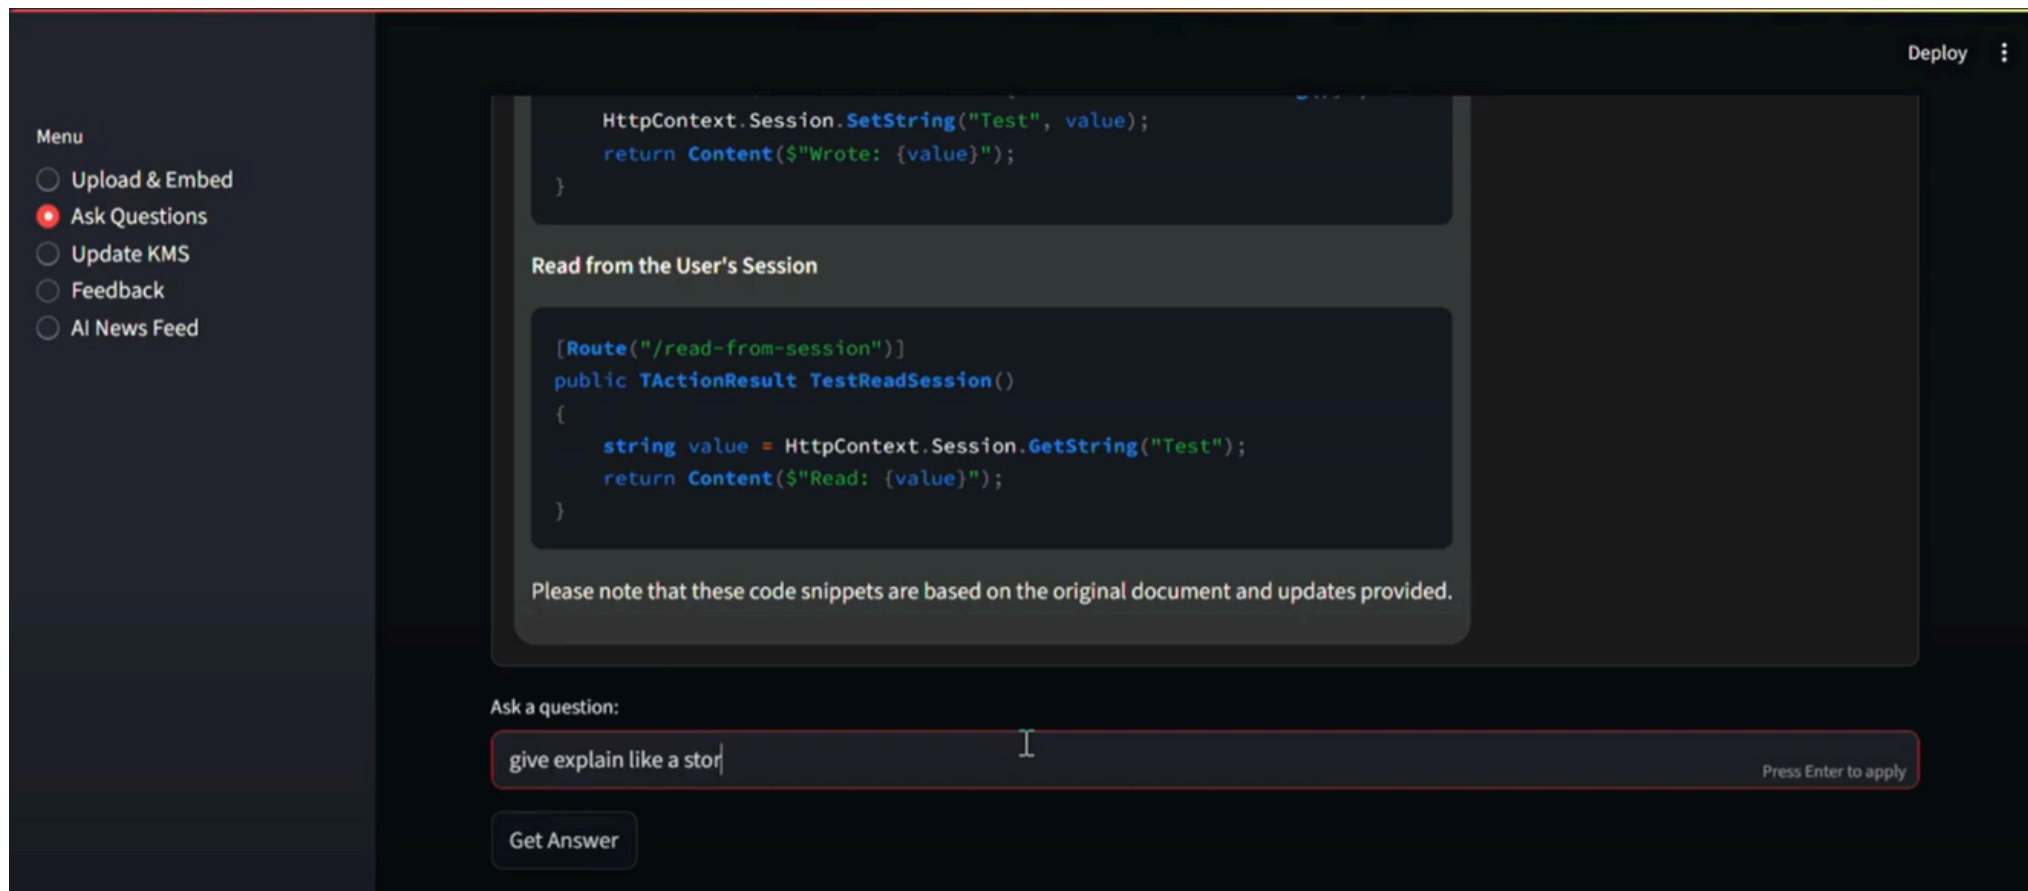 Deploy
Menu
Upload & Embed
Ask Questions
Update KMS
Feedback
AI News Feed
HttpContext.Session.SetString("Test", value);
return Content($"Wrote: {value}");
}
Read from the User's Session
[Route("/read-from-session")]
public TActionResult TestReadSession()
{
string value = HttpContext.Session.GetString("Test");
return Content($"Read: {value}");
}
Please note that these code snippets are based on the original document and updates provided.
Ask a question:
give explain like a stor
Press Enter to apply
Get Answer